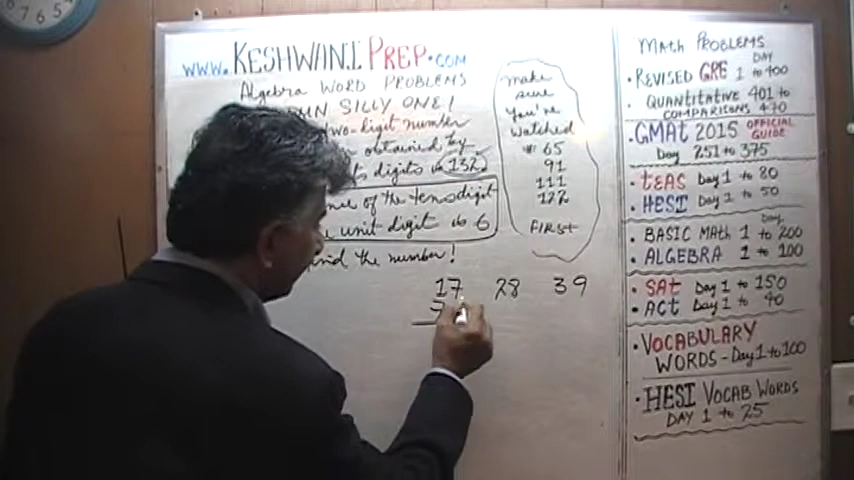 7 6 5
www. KESHWANI PREP.COM
Algebra WORD PROBLEMS
SILLY ONE!
two-digit number
obtained by
digits is 132.
of the tens digit
unit digit is 6
find the number!
17 28 39
7
make
sure
you've
watched
# 65
91
111
122
FIRST
MATH PROBLEMS
• REVISED GRE DAY 1 to 400
• QUANTITATIVE 401 to
COMPARISONS 470
• GMAT 2015 OFFICIAL GUIDE
Day 251 to 375
• TEAS Day 1 to 80
• HESI Day 1 to 50
Day
• BASIC MATH 1 to 200
• ALGEBRA 1 to 100
• SAT Day 1 to 150
• ACT Day 1 to 40
• VOCABULARY
WORDS - Day 1 to 100
• HESI VOCAB WORDS
DAY 1 to 25